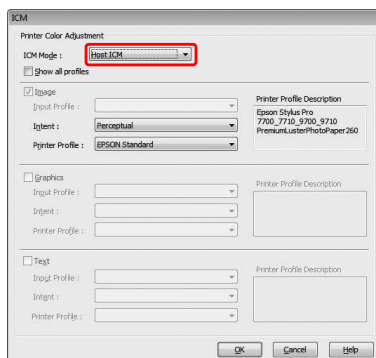 ICM
Printer Color Adjustment
ICM Mode : Host ICM
Show all profiles
Image
Input Profile :
Intent : Perceptual
Printer Profile : EPSON Standard
Printer Profile Description
Epson Stylus Pro
7700_7710_9700_9710
PremiumLusterPhotoPaper260
Graphics
Input Profile :
Intent :
Printer Profile :
Printer Profile Description
Text
Input Profile :
Intent :
Printer Profile :
Printer Profile Description
OK Cancel Help